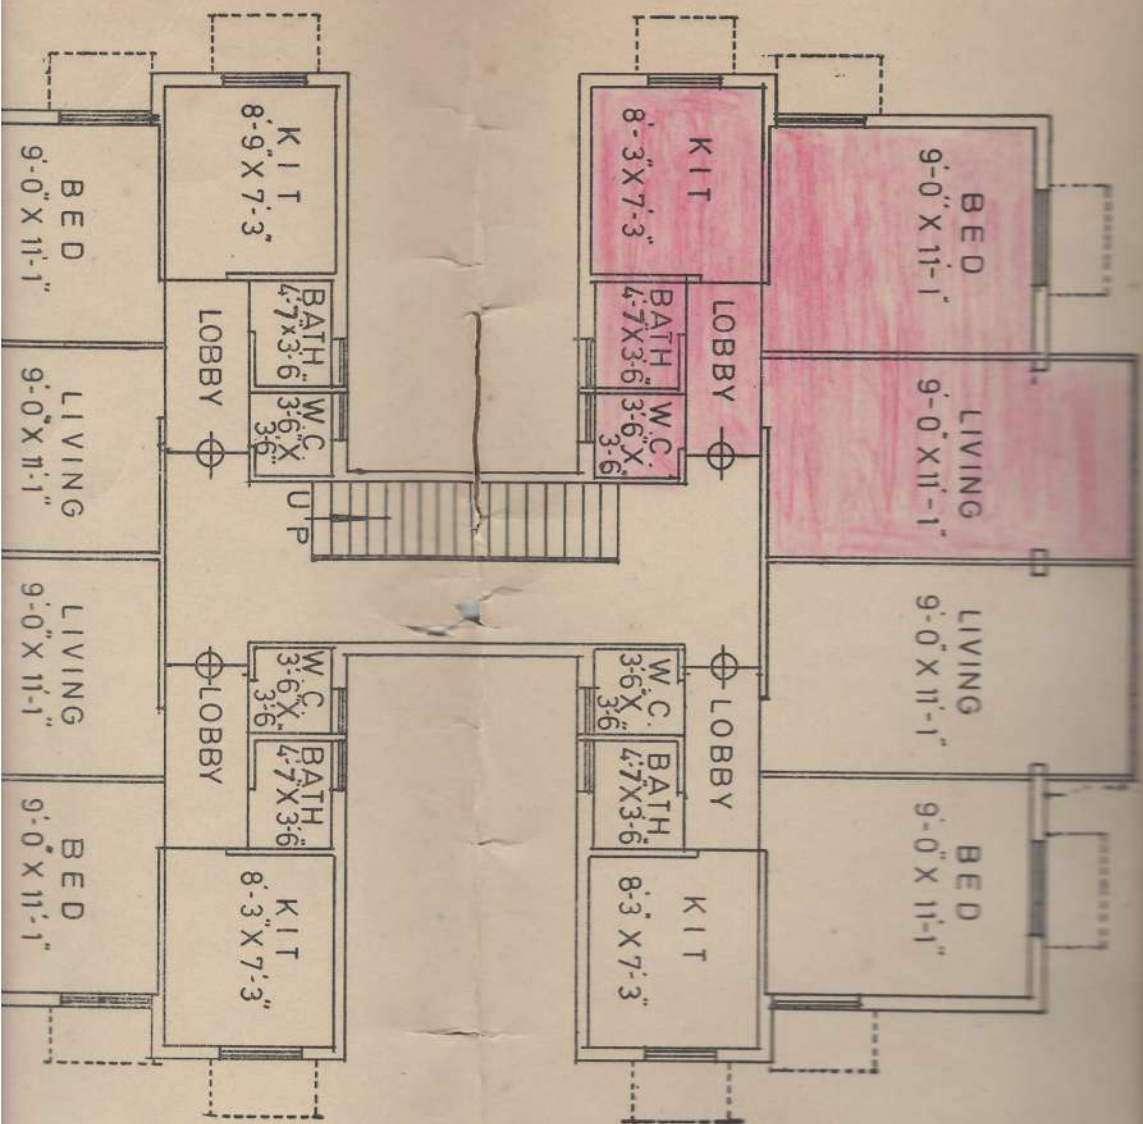 BED
9'-0" X 11'-1"
LIVING
9'-0" X 11'-1"
LIVING
9'-0" X 11'-1"
BED
9'-0" X 11'-1"
LOBBY
LOBBY
KIT
8'-3" X 7'-3"
BATH
4'-7" X 3'-6"
W.C.
3'-6" X
3'-6"
W.C.
3'-6" X
3'-6"
BATH
4'-7" X 3'-6"
KIT
8'-3" X 7'-3"
UP
KIT
8'-9" X 7'-3"
BATH
4'-7" X 3'-6"
W.C.
3'-6" X
3'-6"
W.C.
3'-6" X
3'-6"
BATH
4'-7" X 3'-6"
KIT
8'-3" X 7'-3"
LOBBY
LOBBY
BED
9'-0" X 11'-1"
LIVING
9'-0" X 11'-1"
LIVING
9'-0" X 11'-1"
BED
9'-0" X 11'-1"